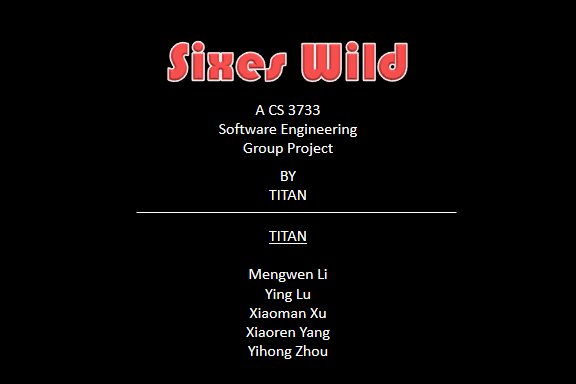 Sixes Wild
A CS 3733
Software Engineering
Group Project
BY
TITAN
TITAN
Mengwen Li
Ying Lu
Xiaoman Xu
Xiaoren Yang
Yihong Zhou